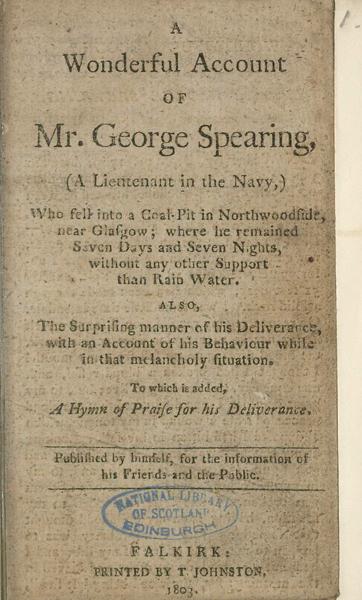 1.
A
Wonderful Account
OF
Mr. George Spearing,
(A Lieutenant in the Navy,)
Who fell into a Coal-Pit in Northwoodſide,
near Glaſgow; where he remained
Seven Days and Seven Nights,
without any other Support
than Rain Water.
ALSO,
The Surpriſing manner of his Deliverance,
with an Account of his Behaviour while
in that melancholy ſituation.
To which is added,
A Hymn of Praiſe for his Deliverance.
Publiſhed by himſelf, for the information of
his Friends and the Public.
NATIONAL LIBRARY
OF SCOTLAND
EDINBURGH
FALKIRK:
PRINTED BY T. JOHNSTON.
1803.